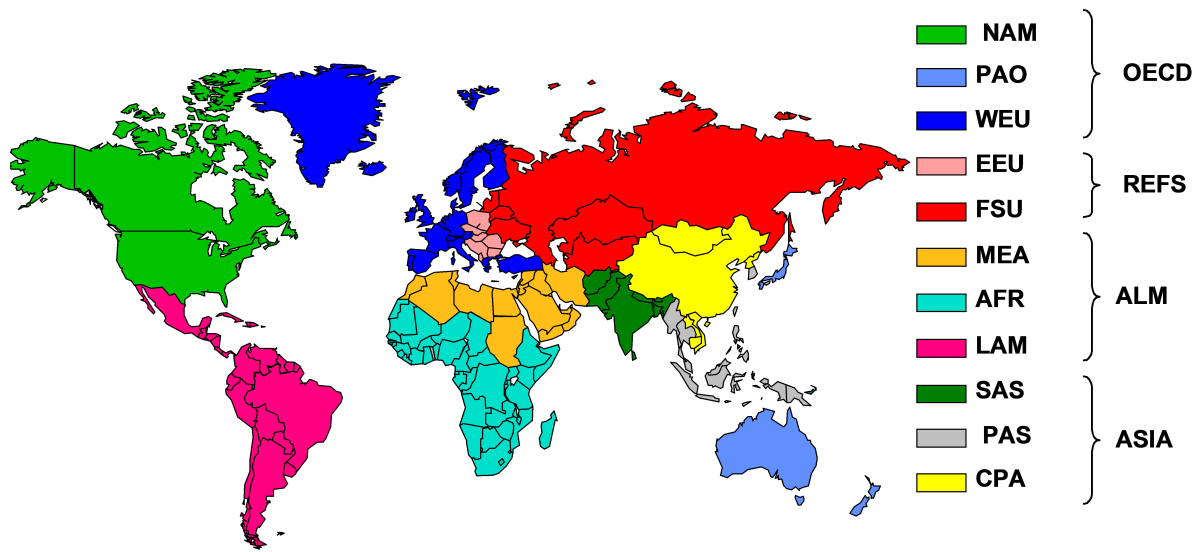 NAM
PAO
WEU
OECD
EEU
FSU
REFS
MEA
AFR
LAM
ALM
SAS
PAS
CPA
ASIA